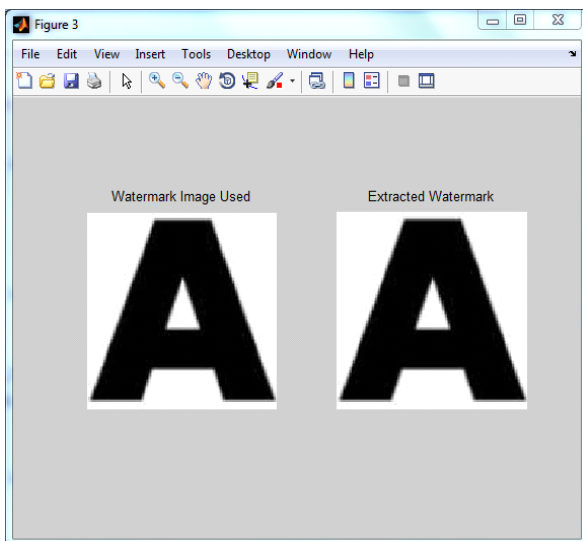 Figure 3
File Edit View Insert Tools Desktop Window Help
Watermark Image Used
Extracted Watermark
A
A